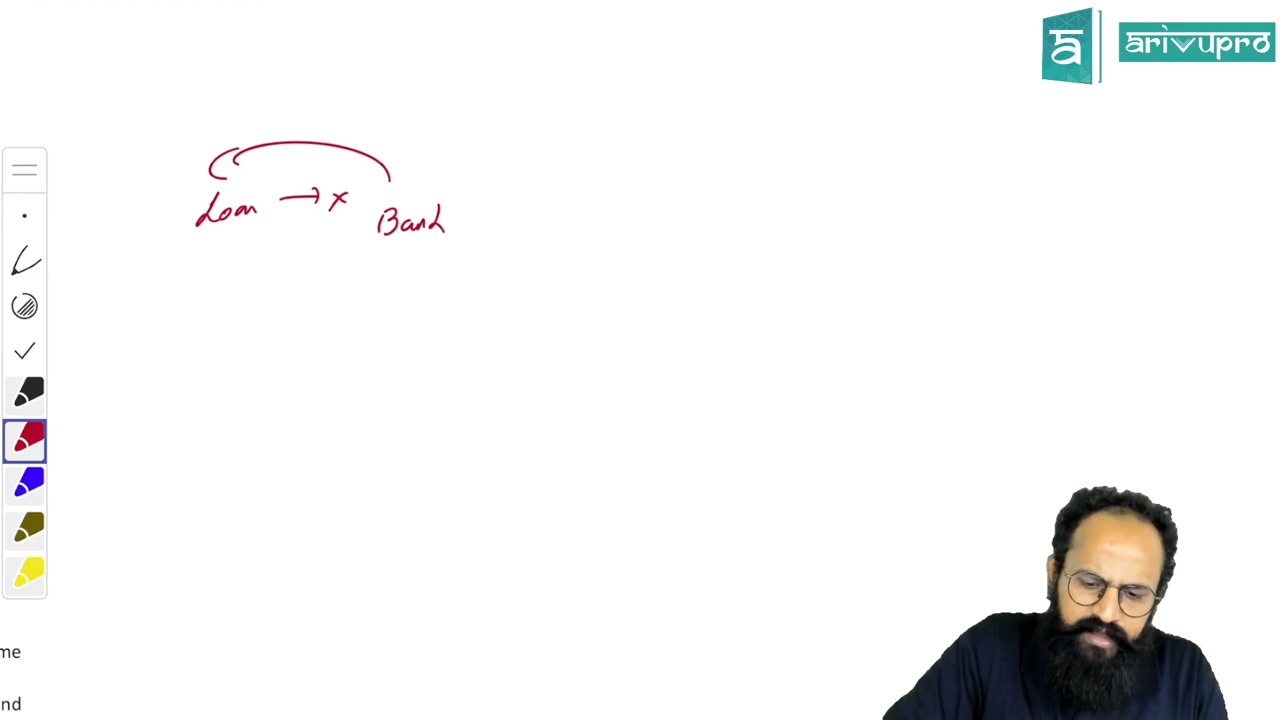 arivupro
Loan → x Bank
me
nd